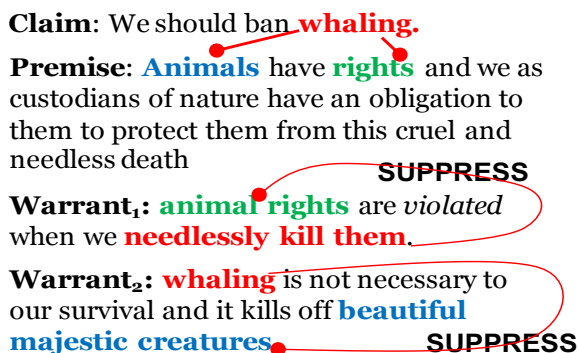 Claim: We should ban whaling.
Premise: Animals have rights and we as
custodians of nature have an obligation to
them to protect them from this cruel and
needless death
SUPPRESS
Warrant₁: animal rights are violated
when we needlessly kill them.
Warrant₂: whaling is not necessary to
our survival and it kills off beautiful
majestic creatures
SUPPRESS